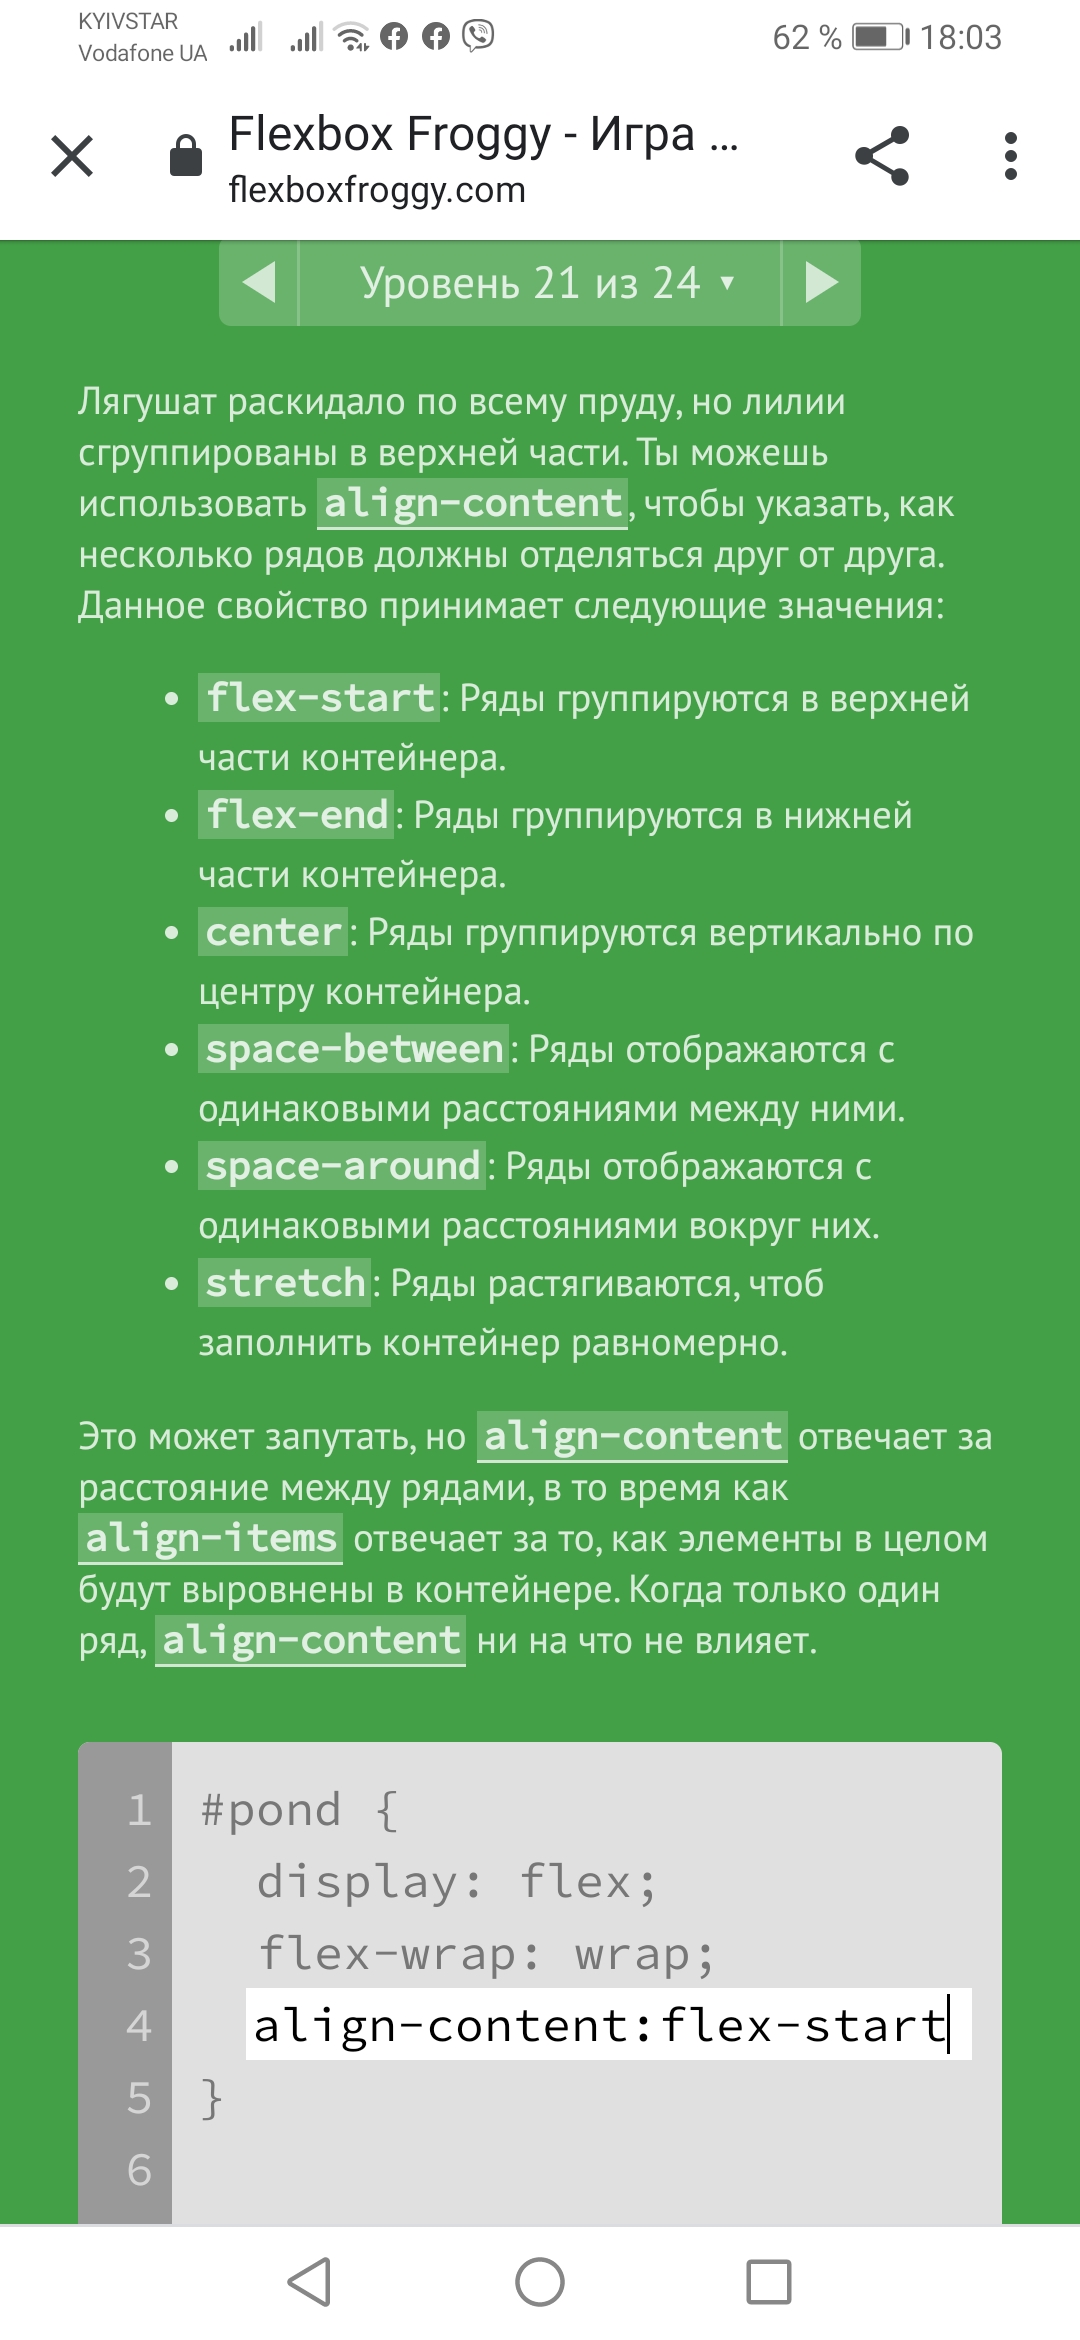 KYIVSTAR
Vodafone UA
62 % 18:03
Flexbox Froggy - Игра ...
flexboxfroggy.com
Уровень 21 из 24 ▼
Лягушат раскидало по всему пруду, но лилии
сгруппированы в верхней части. Ты можешь
использовать align-content, чтобы указать, как
несколько рядов должны отделяться друг от друга.
Данное свойство принимает следующие значения:
• flex-start: Ряды группируются в верхней
части контейнера.
• flex-end: Ряды группируются в нижней
части контейнера.
• center: Ряды группируются вертикально по
центру контейнера.
• space-between: Ряды отображаются с
одинаковыми расстояниями между ними.
• space-around: Ряды отображаются с
одинаковыми расстояниями вокруг них.
• stretch: Ряды растягиваются, чтоб
заполнить контейнер равномерно.
Это может запутать, но align-content отвечает за
расстояние между рядами, в то время как
align-items отвечает за то, как элементы в целом
будут выровнены в контейнере. Когда только один
ряд, align-content ни на что не влияет.
1 #pond {
2 display: flex;
3 flex-wrap: wrap;
4 align-content:flex-start
5 }
6